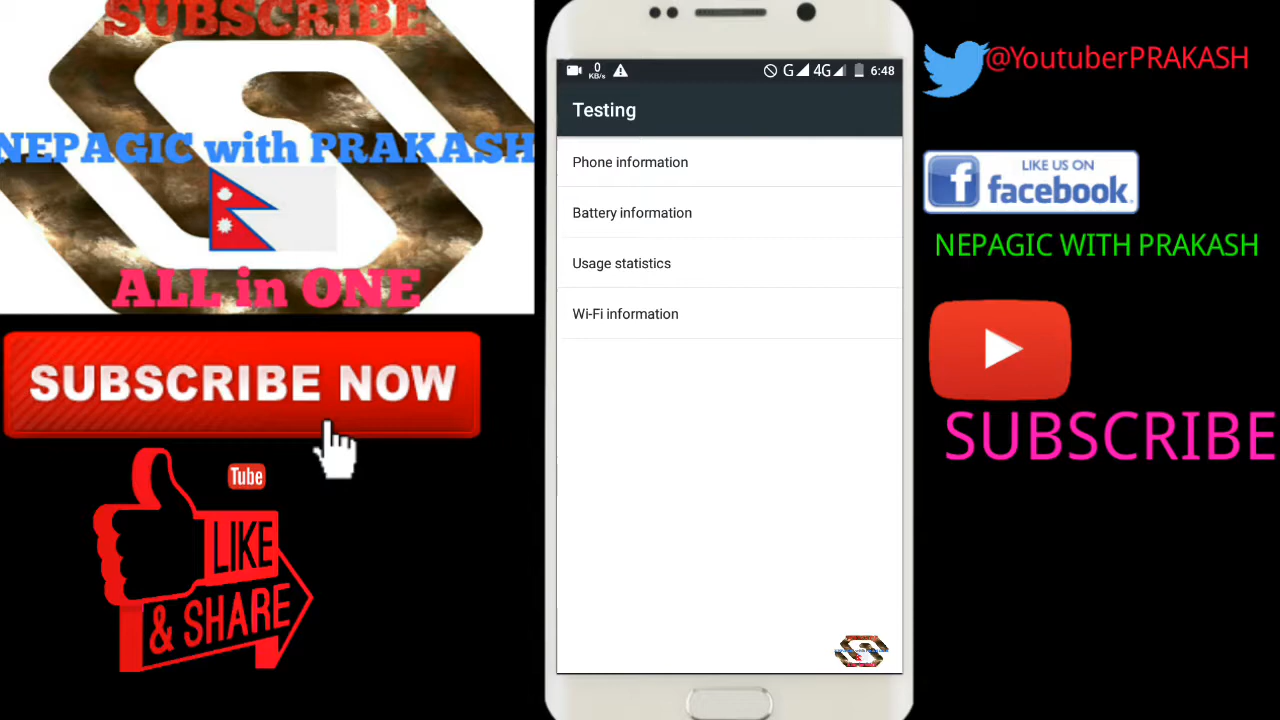 SUBSCRIBE
NEPAGIC with PRAKASH
ALL in ONE
SUBSCRIBE NOW
Tube
LIKE
& SHARE
0
KB/s
G 4G 6:48
Testing
Phone information
Battery information
Usage statistics
Wi-Fi information
@YoutuberPRAKASH
LIKE US ON
facebook.
NEPAGIC WITH PRAKASH
SUBSCRIBE